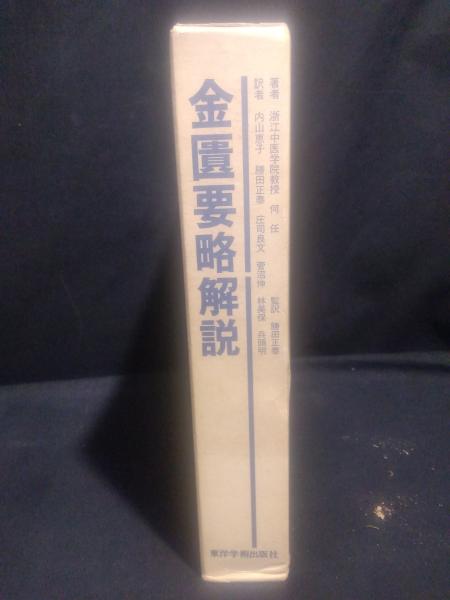 金匱要略解説
著者 浙江中医学院教授 何任 監訳 勝田正泰
訳者 内山恵子 勝田正泰 庄司良文 菅沼伸 林美保 兵頭明
東洋学術出版社